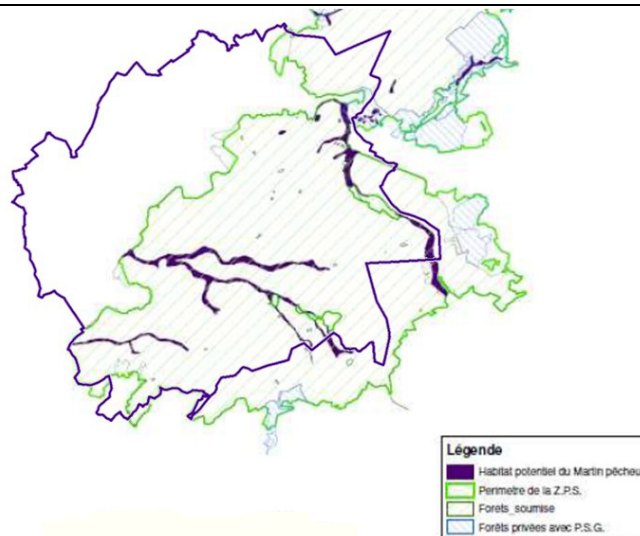 Légende
Habitat potentiel du Martin pêcheu
Perimetre de la Z.P.S.
Forets_soumise
Forêts privées avec P.S.G.